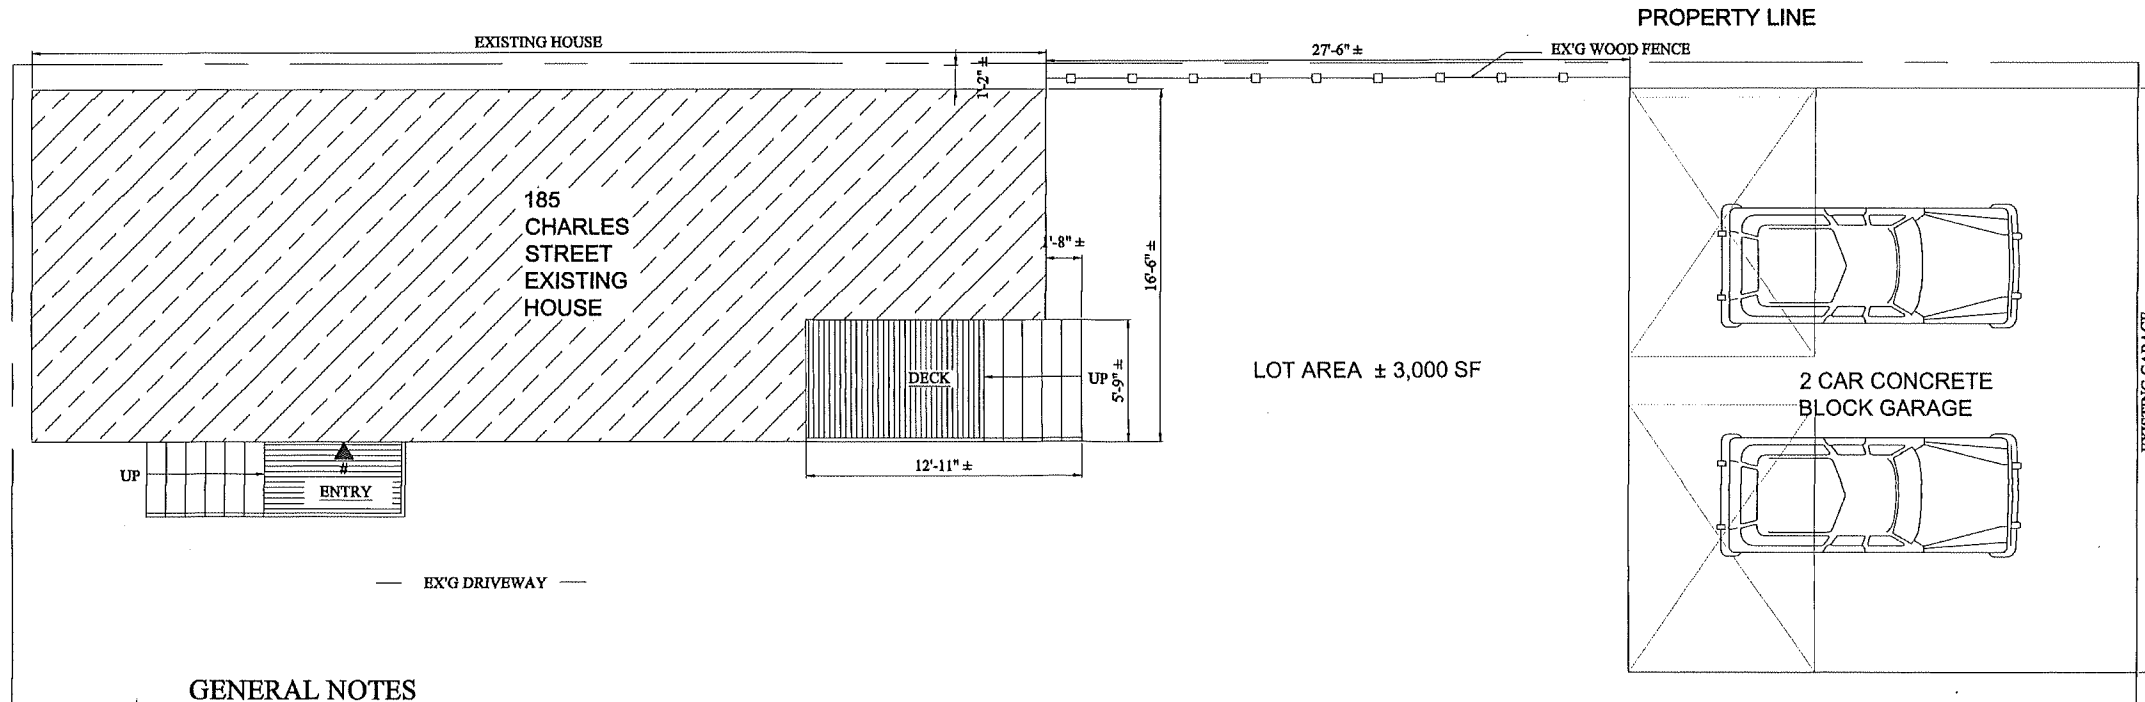 PROPERTY LINE
EXISTING HOUSE
27'-6" ±
EX'G WOOD FENCE
1'-2" ±
185
CHARLES
STREET
EXISTING
HOUSE
1'-8" ±
16'-6" ±
LOT AREA ± 3,000 SF
DECK
UP
5'-9" ±
2 CAR CONCRETE
BLOCK GARAGE
EXISTING GARAGE
12'-11" ±
UP
#
ENTRY
EX'G DRIVEWAY
GENERAL NOTES